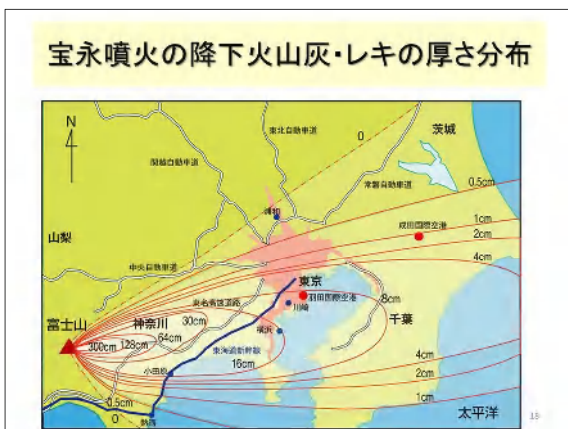 宝永噴火の降下火山灰・レキの厚さ分布
N
東北自動車道
0
茨城
関越自動車道
常磐自動車道
0.5cm
浦和
成田国際空港
1cm
山梨
2cm
中央自動車道
4cm
東京
東名高速道路
羽田国際空港
8cm
富士山
神奈川
30cm
川崎
千葉
64cm
横浜
300cm
128cm
東海道新幹線
16cm
4cm
小田原
2cm
0.5cm
1cm
0
熱海
太平洋
15